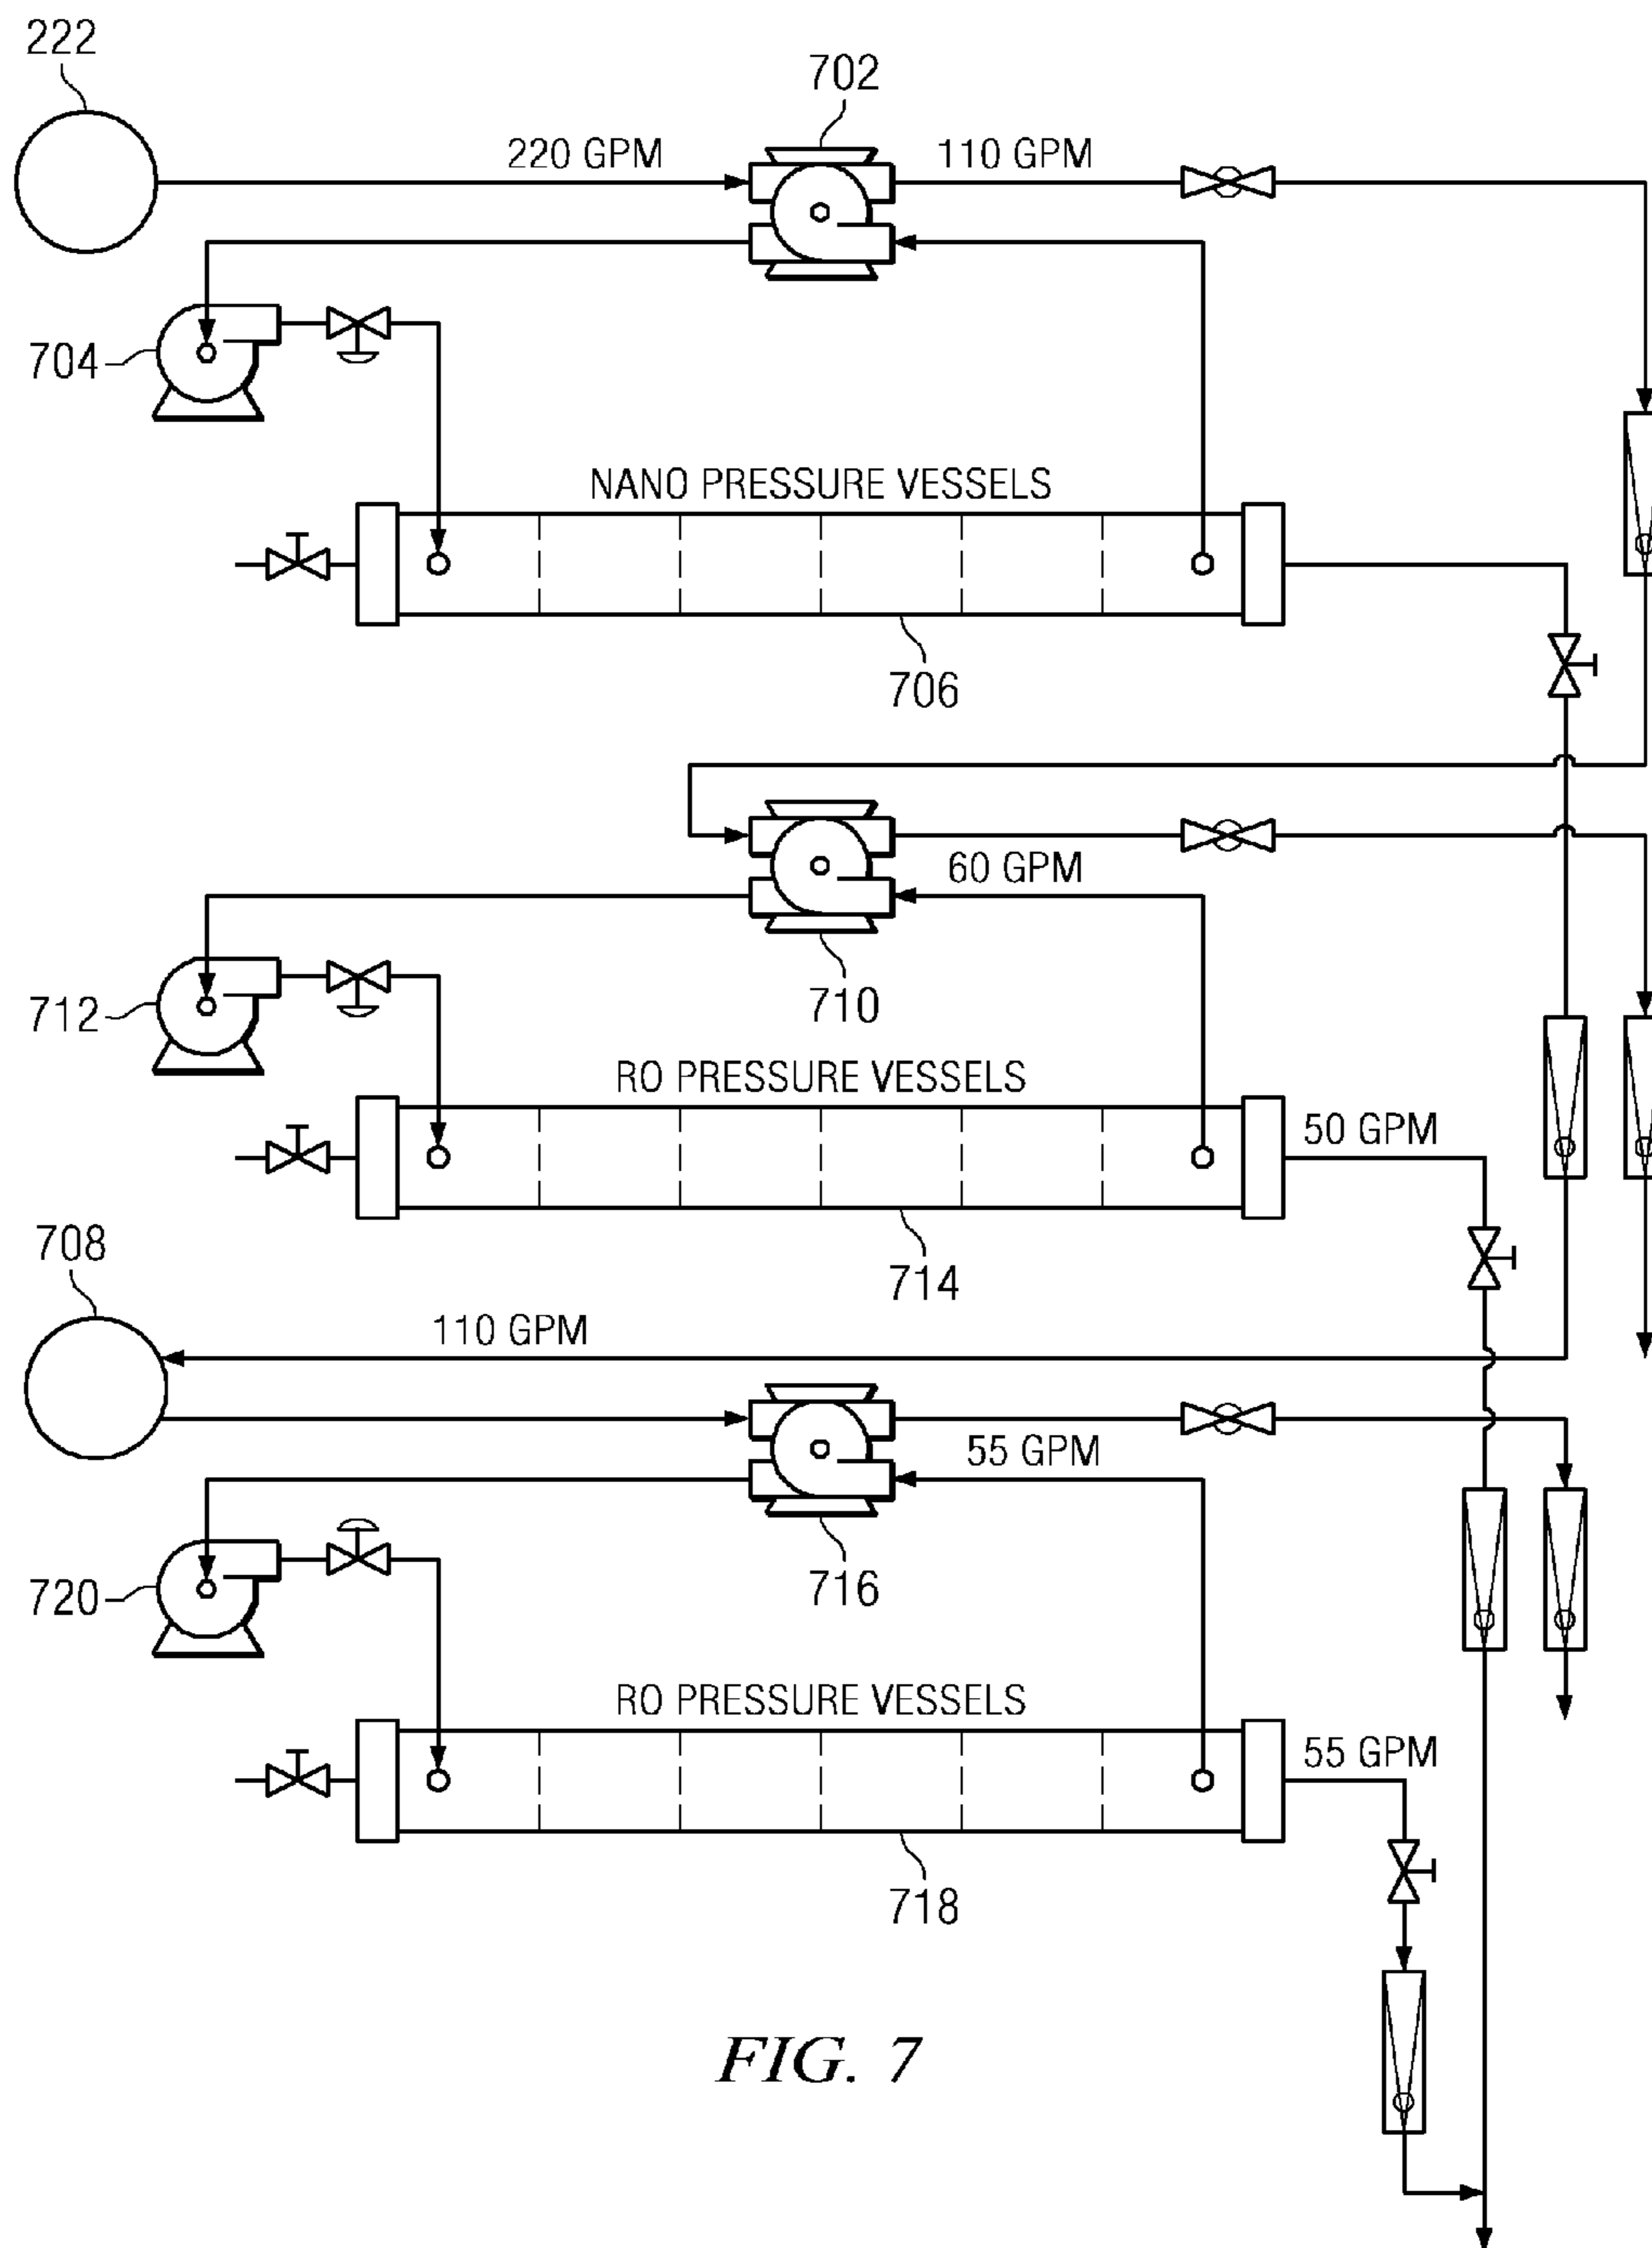 222
702
220 GPM
110 GPM
704
NANO PRESSURE VESSELS
706
60 GPM
710
712
RO PRESSURE VESSELS
50 GPM
714
708
110 GPM
55 GPM
716
720
RO PRESSURE VESSELS
55 GPM
718
FIG. 7